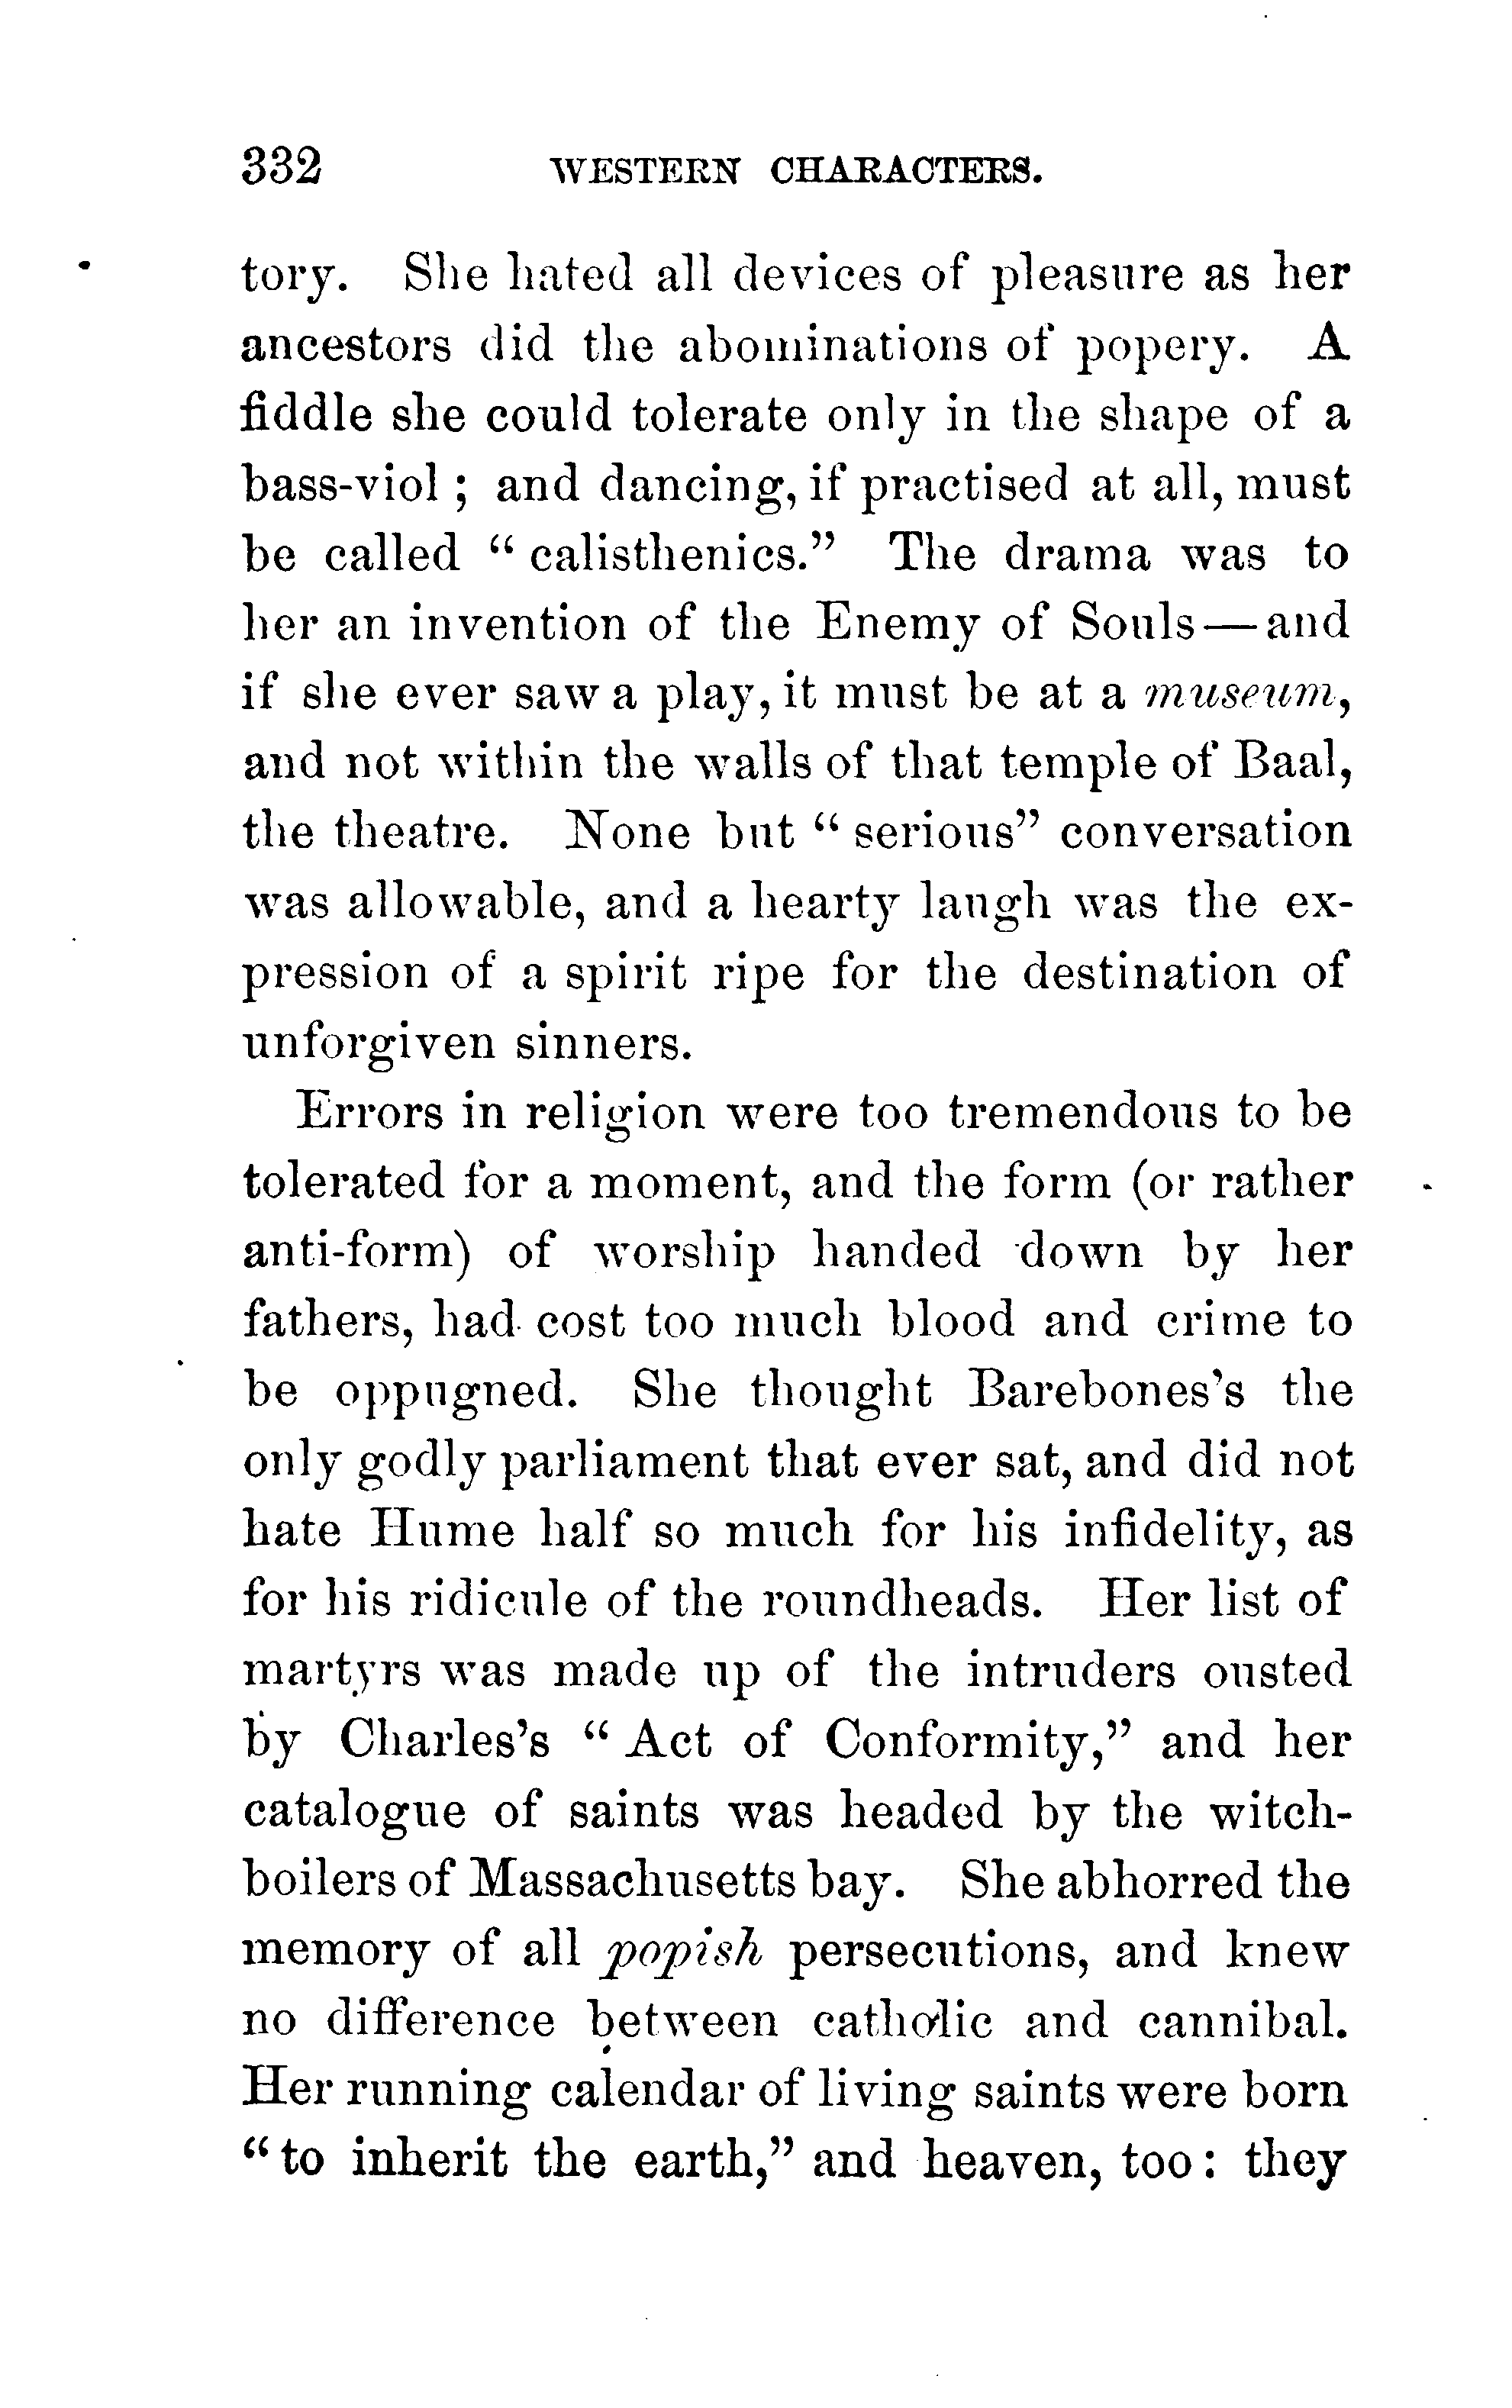 332 WESTERN CHARACTERS.
tory. She hated all devices of pleasure as her
ancestors did the abominations of popery. A
fiddle she could tolerate only in the shape of a
bass-viol ; and dancing, if practised at all, must
be called " calisthenics." The drama was to
her an invention of the Enemy of Souls—and
if she ever saw a play, it must be at a museum,
and not within the walls of that temple of Baal,
the theatre. None but " serious" conversation
was allowable, and a hearty laugh was the ex-
pression of a spirit ripe for the destination of
unforgiven sinners.
Errors in religion were too tremendous to be
tolerated for a moment, and the form (or rather
anti-form) of worship handed down by her
fathers, had cost too much blood and crime to
be oppugned. She thought Barebones's the
only godly parliament that ever sat, and did not
hate Hume half so much for his infidelity, as
for his ridicule of the roundheads. Her list of
martyrs was made up of the intruders ousted
by Charles's " Act of Conformity," and her
catalogue of saints was headed by the witch-
boilers of Massachusetts bay. She abhorred the
memory of all popish persecutions, and knew
no difference between catholic and cannibal.
Her running calendar of living saints were born
" to inherit the earth," and heaven, too : they